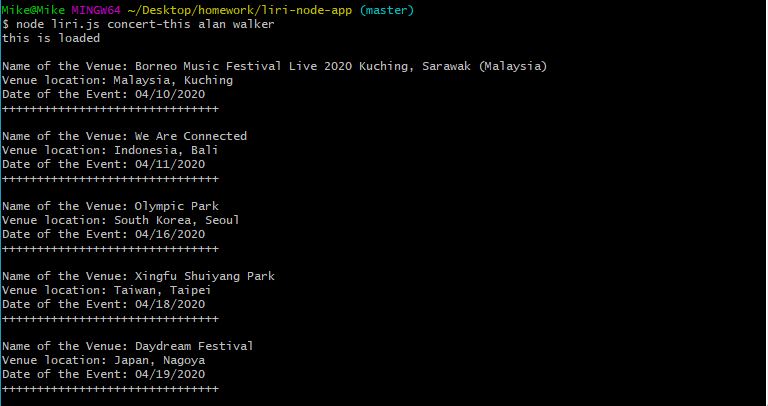 Mike@Mike MINGW64 ~/Desktop/homework/liri-node-app (master)
$ node liri.js concert-this alan walker
this is loaded
Name of the Venue: Borneo Music Festival Live 2020 Kuching, Sarawak (Malaysia)
Venue location: Malaysia, Kuching
Date of the Event: 04/10/2020
+++++++++++++++++++++++++++++++
Name of the Venue: We Are Connected
Venue location: Indonesia, Bali
Date of the Event: 04/11/2020
+++++++++++++++++++++++++++++++
Name of the Venue: Olympic Park
Venue location: South Korea, Seoul
Date of the Event: 04/16/2020
+++++++++++++++++++++++++++++++
Name of the Venue: Xingfu Shuiyang Park
Venue location: Taiwan, Taipei
Date of the Event: 04/18/2020
+++++++++++++++++++++++++++++++
Name of the Venue: Daydream Festival
Venue location: Japan, Nagoya
Date of the Event: 04/19/2020
+++++++++++++++++++++++++++++++